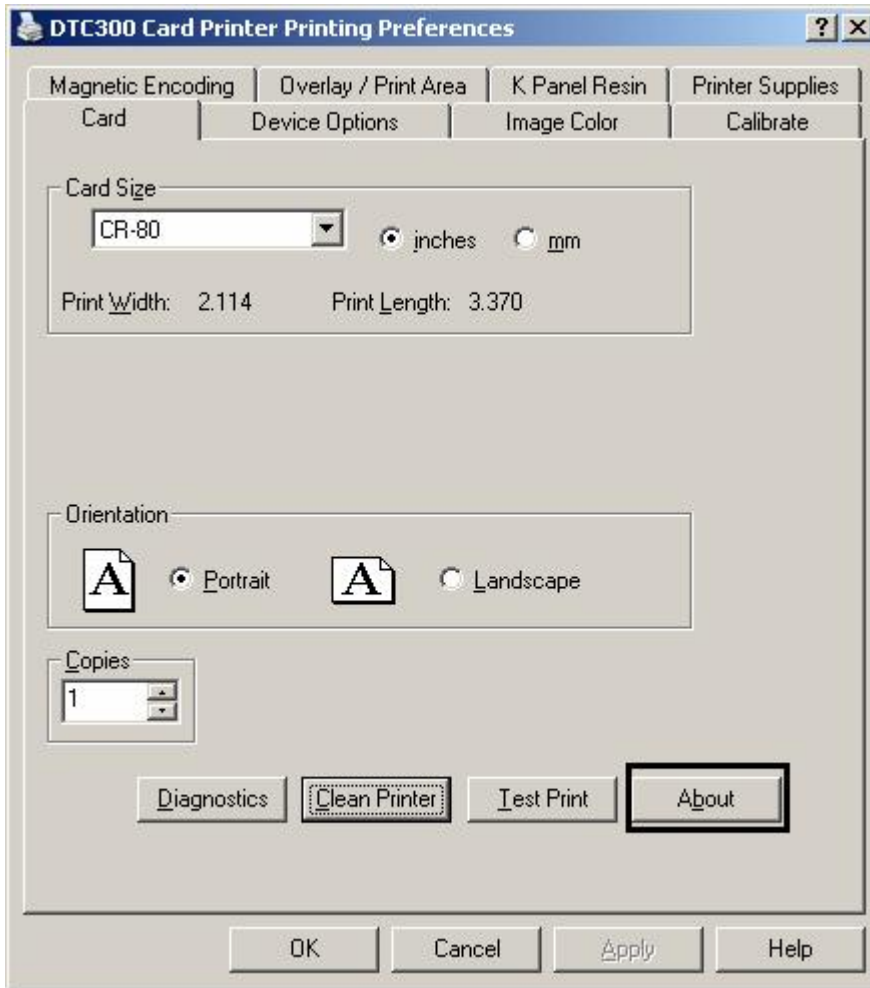 DTC300 Card Printer Printing Preferences
Magnetic Encoding Overlay / Print Area K Panel Resin Printer Supplies
Card Device Options Image Color Calibrate
Card Size
CR-80 inches mm
Print Width: 2.114 Print Length: 3.370
Orientation
A Portrait A Landscape
Copies
1
Diagnostics Clean Printer Test Print About
OK Cancel Apply Help